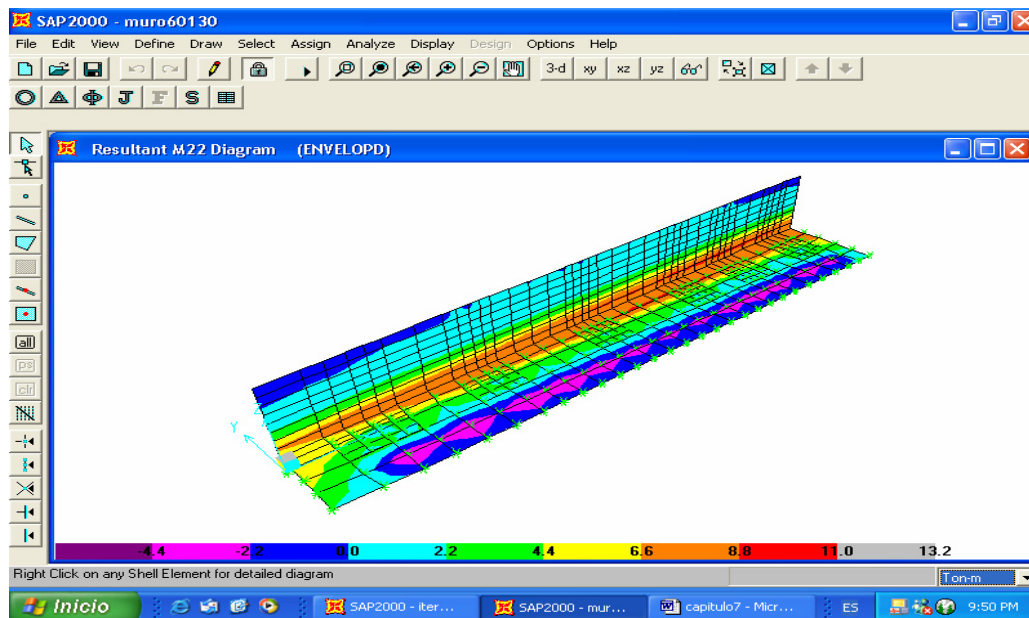 SAP2000 - muro60130
File Edit View Define Draw Select Assign Analyze Display Design Options Help
3-d xy xz yz
J F S
Resultant M22 Diagram (ENVELOPD)
all
ps
clr
Y
-4.4 -2.2 0.0 2.2 4.4 6.6 8.8 11.0 13.2
Right Click on any Shell Element for detailed diagram
Ton-m
Inicio
SAP2000 - iter...
SAP2000 - mur...
capitulo7 - Micr...
ES
9:50 PM